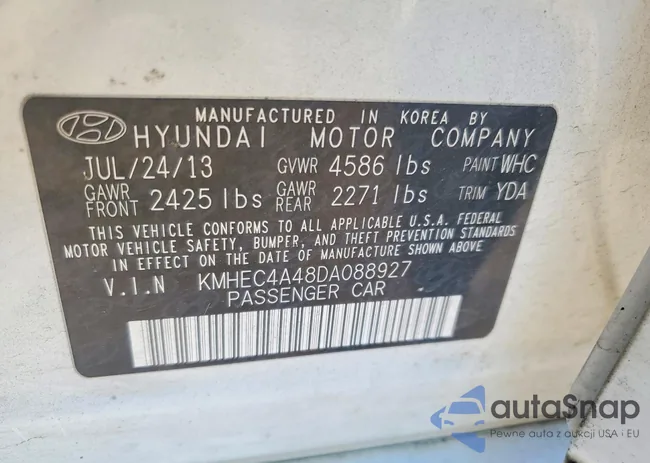 MANUFACTURED IN KOREA BY
HYUNDAI MOTOR COMPANY
JUL/24/13 GVWR 4586 lbs PAINT WHC
GAWR FRONT 2425 lbs GAWR REAR 2271 lbs TRIM YDA
THIS VEHICLE CONFORMS TO ALL APPLICABLE U.S.A. FEDERAL
MOTOR VEHICLE SAFETY, BUMPER, AND THEFT PREVENTION STANDARDS
IN EFFECT ON THE DATE OF MANUFACTURE SHOWN ABOVE
V.I.N KMHEC4A48DA088927
PASSENGER CAR
autaSnap
Pewne auta z aukcji USA i EU